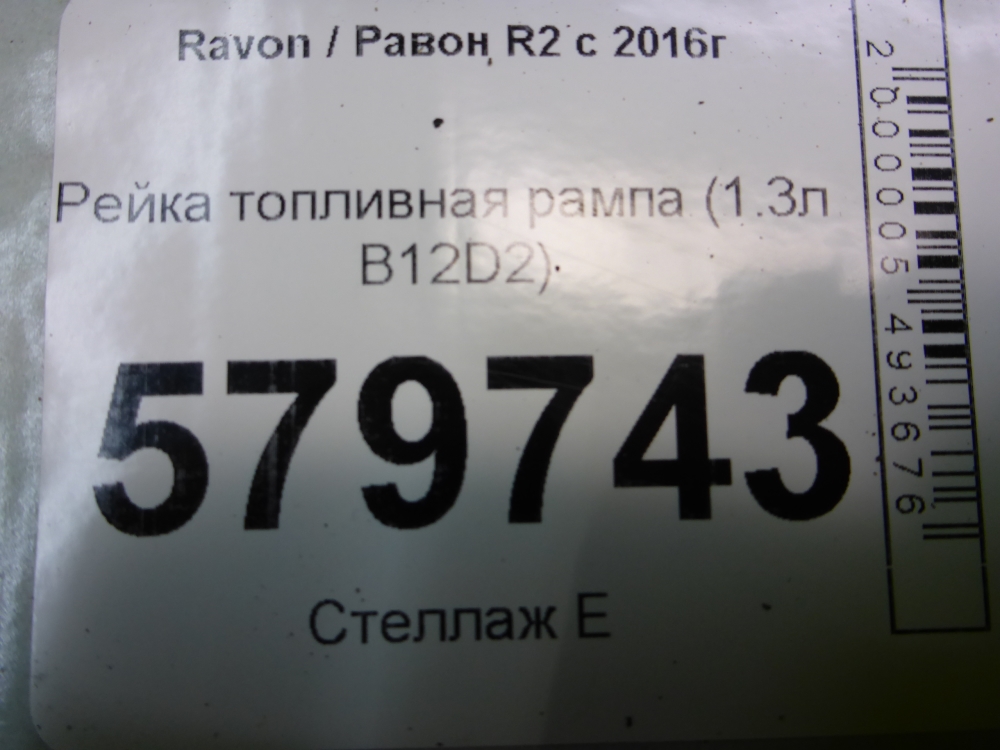 Ravon / Равон R2 с 2016г
Рейка топливная рампа (1.3л
B12D2)
579743
Стеллаж Е
2000005493676